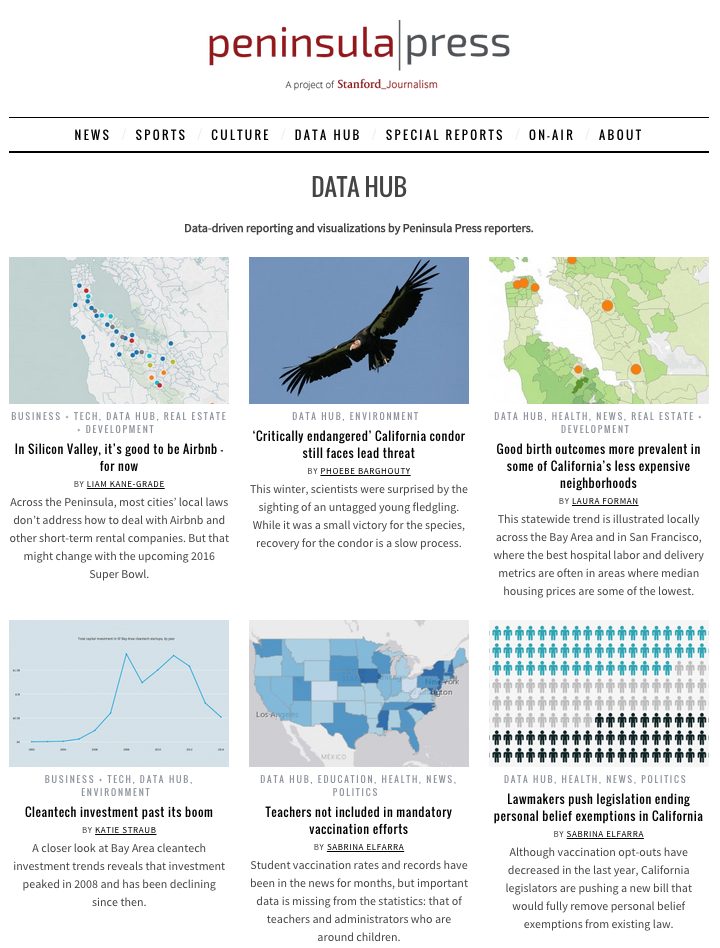 peninsula|press
A project of Stanford_Journalism
NEWS / SPORTS / CULTURE / DATA HUB / SPECIAL REPORTS / ON-AIR / ABOUT
DATA HUB
Data-driven reporting and visualizations by Peninsula Press reporters.
BUSINESS + TECH, DATA HUB, REAL ESTATE
+ DEVELOPMENT
In Silicon Valley, it's good to be Airbnb -
for now
BY LIAM KANE-GRADE
Across the Peninsula, most cities' local laws
don't address how to deal with Airbnb and
other short-term rental companies. But that
might change with the upcoming 2016
Super Bowl.
DATA HUB, ENVIRONMENT
‘Critically endangered’ California condor
still faces lead threat
BY PHOEBE BARGHOUTY
This winter, scientists were surprised by the
sighting of an untagged young fledgling.
While it was a small victory for the species,
recovery for the condor is a slow process.
DATA HUB, HEALTH, NEWS, REAL ESTATE +
DEVELOPMENT
Good birth outcomes more prevalent in
some of California's less expensive
neighborhoods
BY LAURA FORMAN
This statewide trend is illustrated locally
across the Bay Area and in San Francisco,
where the best hospital labor and delivery
metrics are often in areas where median
housing prices are some of the lowest.
Total capital investment in SF Bay Area cleantech startups, by year
BUSINESS + TECH, DATA HUB,
ENVIRONMENT
Cleantech investment past its boom
BY KATIE STRAUB
A closer look at Bay Area cleantech
investment trends reveals that investment
peaked in 2008 and has been declining
since then.
Los Angeles
New York
MÉXICO
DATA HUB, EDUCATION, HEALTH, NEWS,
POLITICS
Teachers not included in mandatory
vaccination efforts
BY SABRINA ELFARRA
Student vaccination rates and records have
been in the news for months, but important
data is missing from the statistics: that of
teachers and administrators who are
around children.
DATA HUB, HEALTH, NEWS, POLITICS
Lawmakers push legislation ending
personal belief exemptions in California
BY SABRINA ELFARRA
Although vaccination opt-outs have
decreased in the last year, California
legislators are pushing a new bill that
would fully remove personal belief
exemptions from existing law.